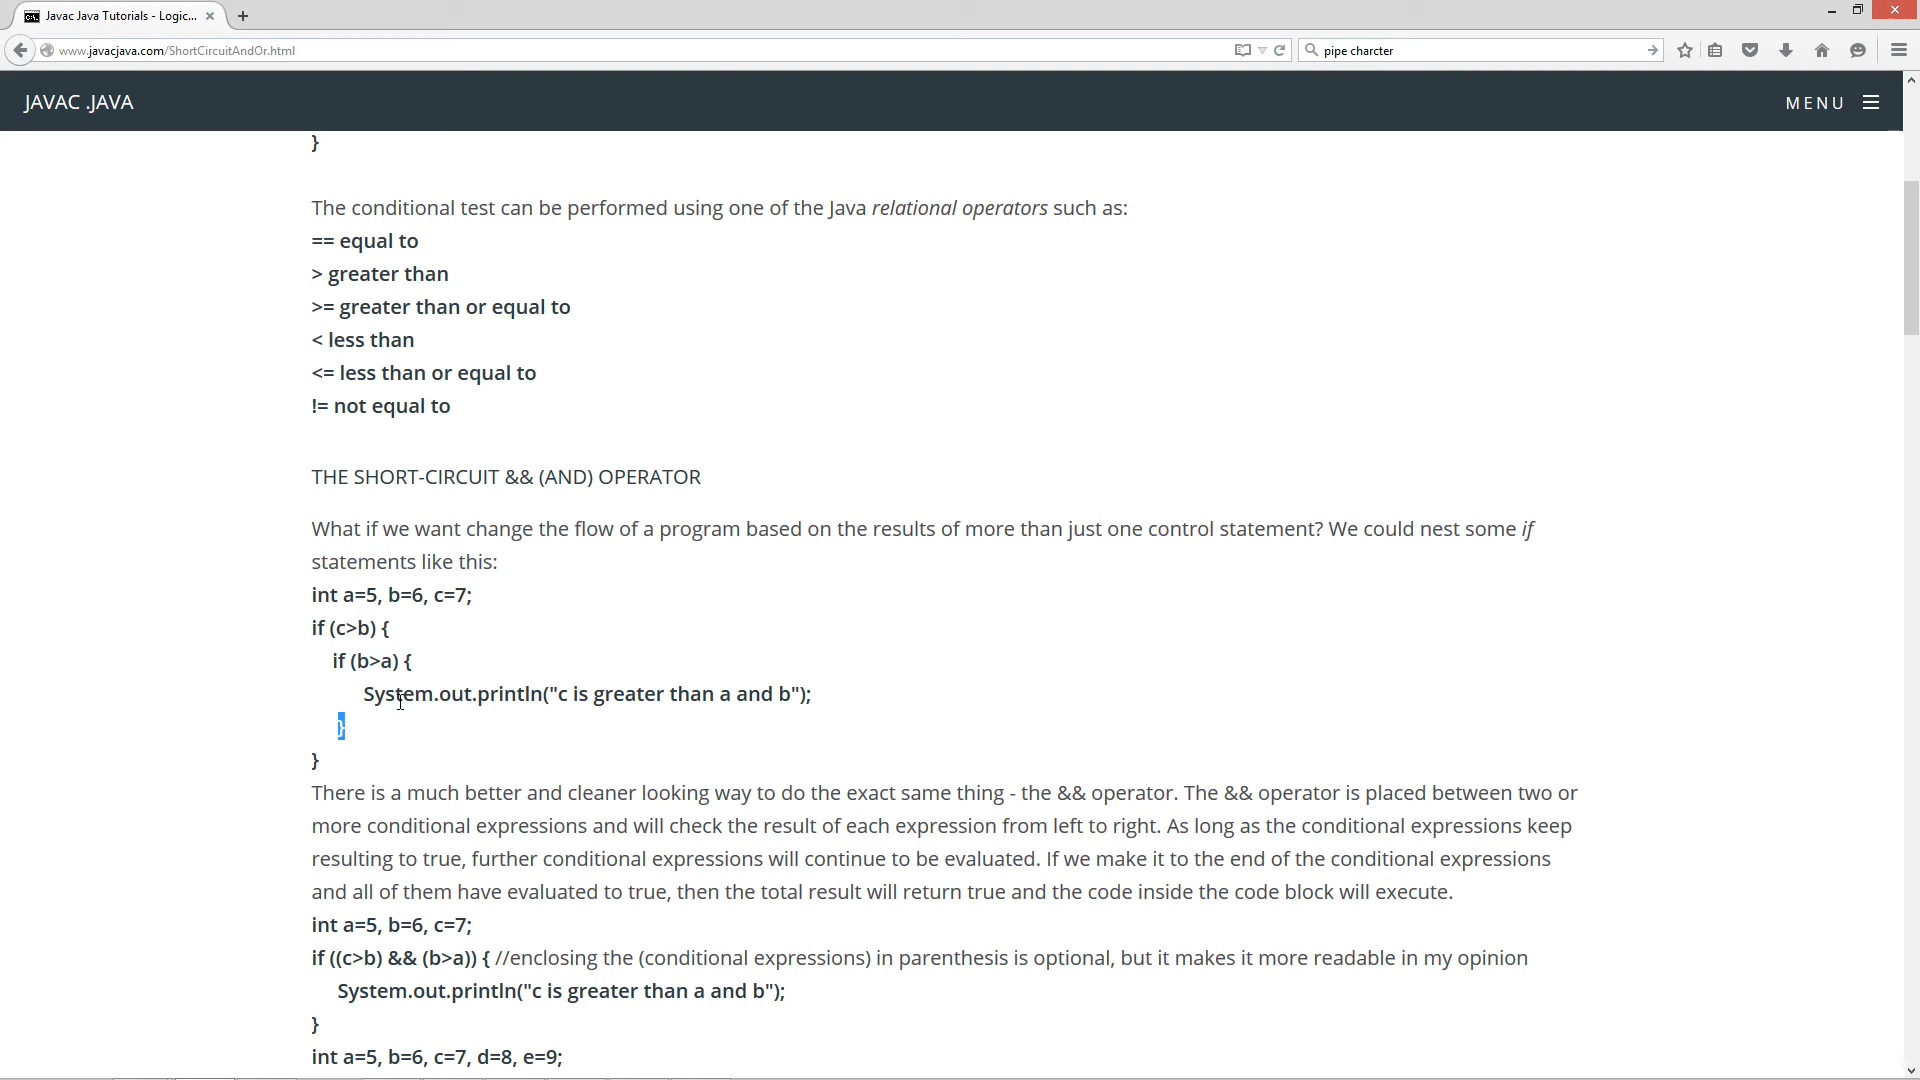 Javac Java Tutorials - Logic...
www.javacjava.com/ShortCircuitAndOr.html
pipe charcter
JAVAC .JAVA
MENU
}
The conditional test can be performed using one of the Java relational operators such as:
== equal to
> greater than
>= greater than or equal to
< less than
<= less than or equal to
!= not equal to
THE SHORT-CIRCUIT && (AND) OPERATOR
What if we want change the flow of a program based on the results of more than just one control statement? We could nest some if
statements like this:
int a=5, b=6, c=7;
if (c>b) {
if (b>a) {
System.out.println("c is greater than a and b");
}
}
There is a much better and cleaner looking way to do the exact same thing - the && operator. The && operator is placed between two or
more conditional expressions and will check the result of each expression from left to right. As long as the conditional expressions keep
resulting to true, further conditional expressions will continue to be evaluated. If we make it to the end of the conditional expressions
and all of them have evaluated to true, then the total result will return true and the code inside the code block will execute.
int a=5, b=6, c=7;
if ((c>b) && (b>a)) { //enclosing the (conditional expressions) in parenthesis is optional, but it makes it more readable in my opinion
System.out.println("c is greater than a and b");
}
int a=5, b=6, c=7, d=8, e=9;